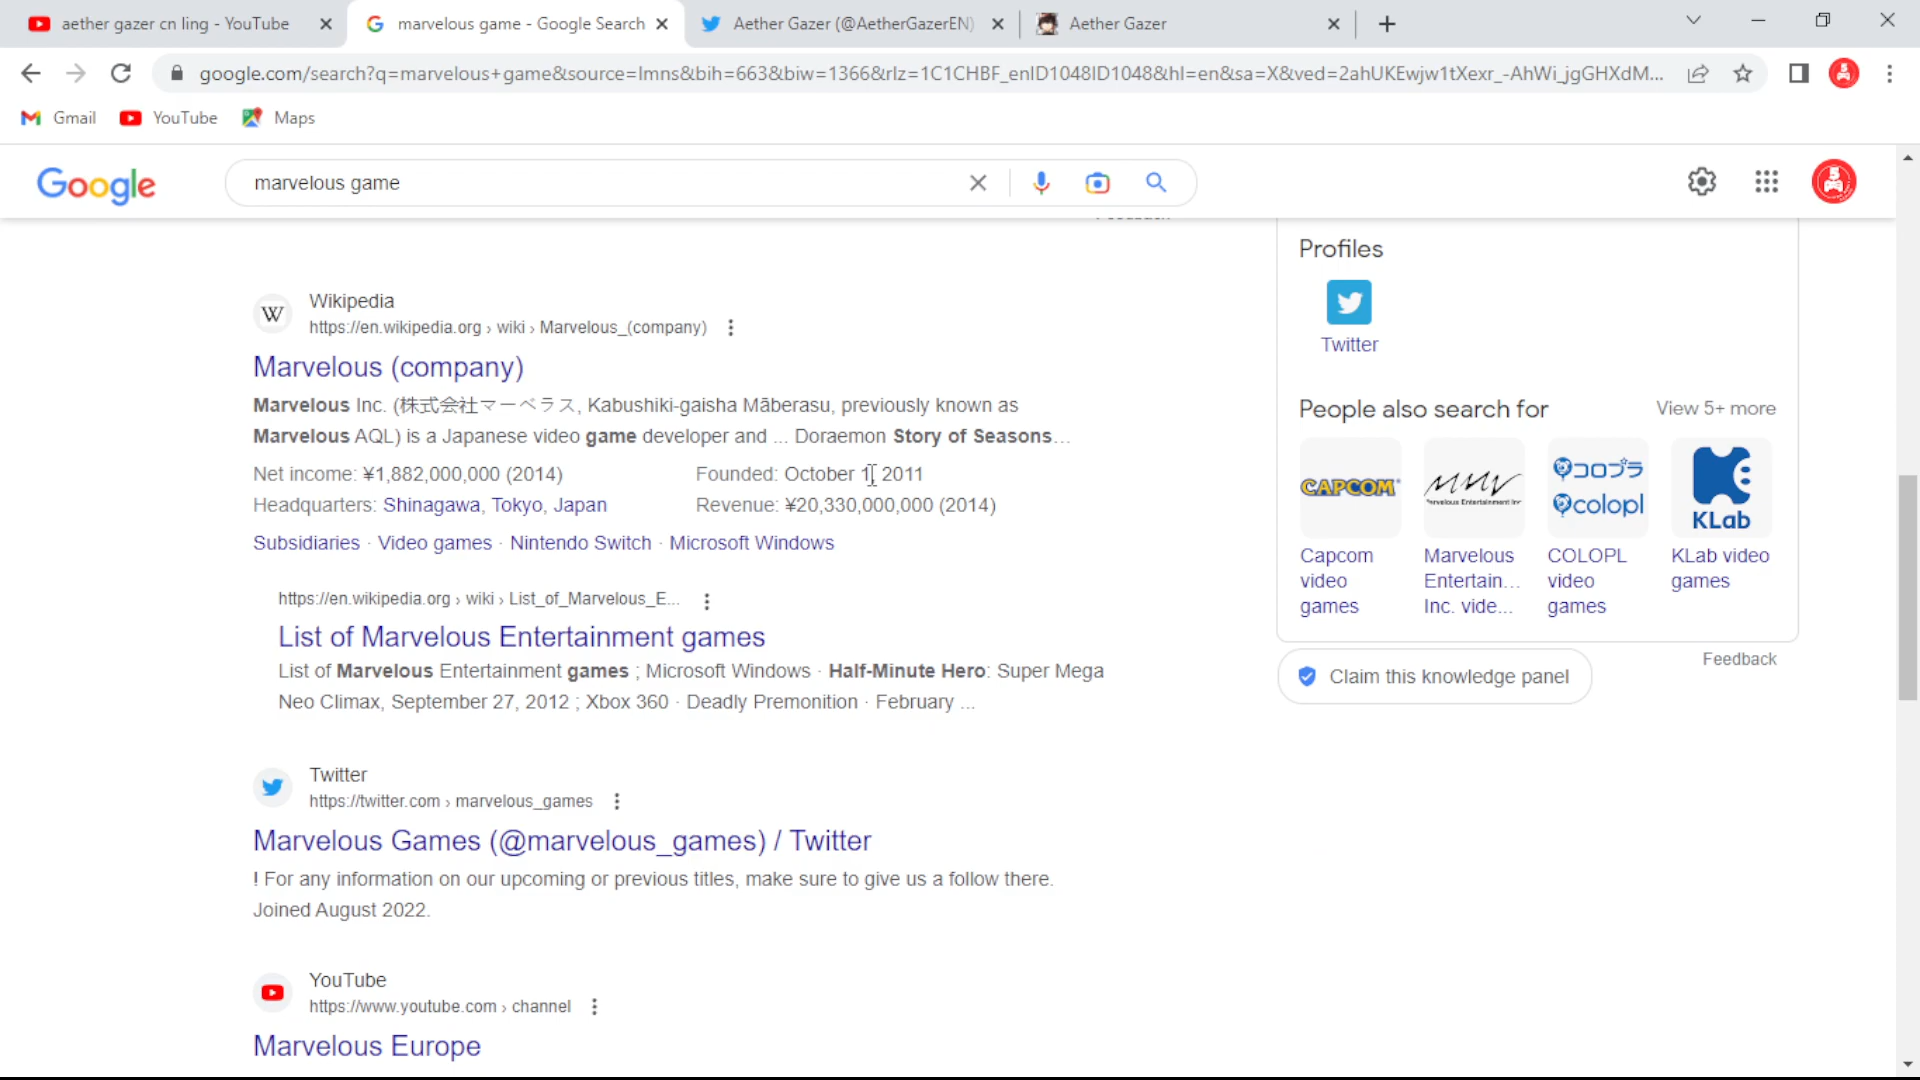 aether gazer cn ling - YouTube
marvelous game - Google Search
Aether Gazer (@AetherGazerEN)
Aether Gazer
google.com/search?q=marvelous+game&source=lmns&bih=663&biw=1366&rlz=1C1CHBF_enID1048ID1048&hl=en&sa=X&ved=2ahUKEwjw1tXexr_-AhWi_jgGHXdM...
Gmail
YouTube
Maps
Google
marvelous game
Feedback
Wikipedia
https://en.wikipedia.org › wiki › Marvelous_(company)
Marvelous (company)
Marvelous Inc. (株式会社マーベラス, Kabushiki-gaisha Māberasu, previously known as
Marvelous AQL) is a Japanese video game developer and ... Doraemon Story of Seasons...
Net income: ¥1,882,000,000 (2014)
Founded: October 1, 2011
Headquarters: Shinagawa, Tokyo, Japan
Revenue: ¥20,330,000,000 (2014)
Subsidiaries · Video games · Nintendo Switch · Microsoft Windows
https://en.wikipedia.org › wiki › List_of_Marvelous_E...
List of Marvelous Entertainment games
List of Marvelous Entertainment games ; Microsoft Windows · Half-Minute Hero: Super Mega
Neo Climax, September 27, 2012 ; Xbox 360 · Deadly Premonition · February ...
Twitter
https://twitter.com › marvelous_games
Marvelous Games (@marvelous_games) / Twitter
! For any information on our upcoming or previous titles, make sure to give us a follow there.
Joined August 2022.
YouTube
https://www.youtube.com › channel
Marvelous Europe
Profiles
Twitter
People also search for
View 5+ more
CAPCOM
Marvelous Entertainment Inc
コロプラ
colopl
KLab
Capcom
video
games
Marvelous
Entertain...
Inc. vide...
COLOPL
video
games
KLab video
games
Claim this knowledge panel
Feedback